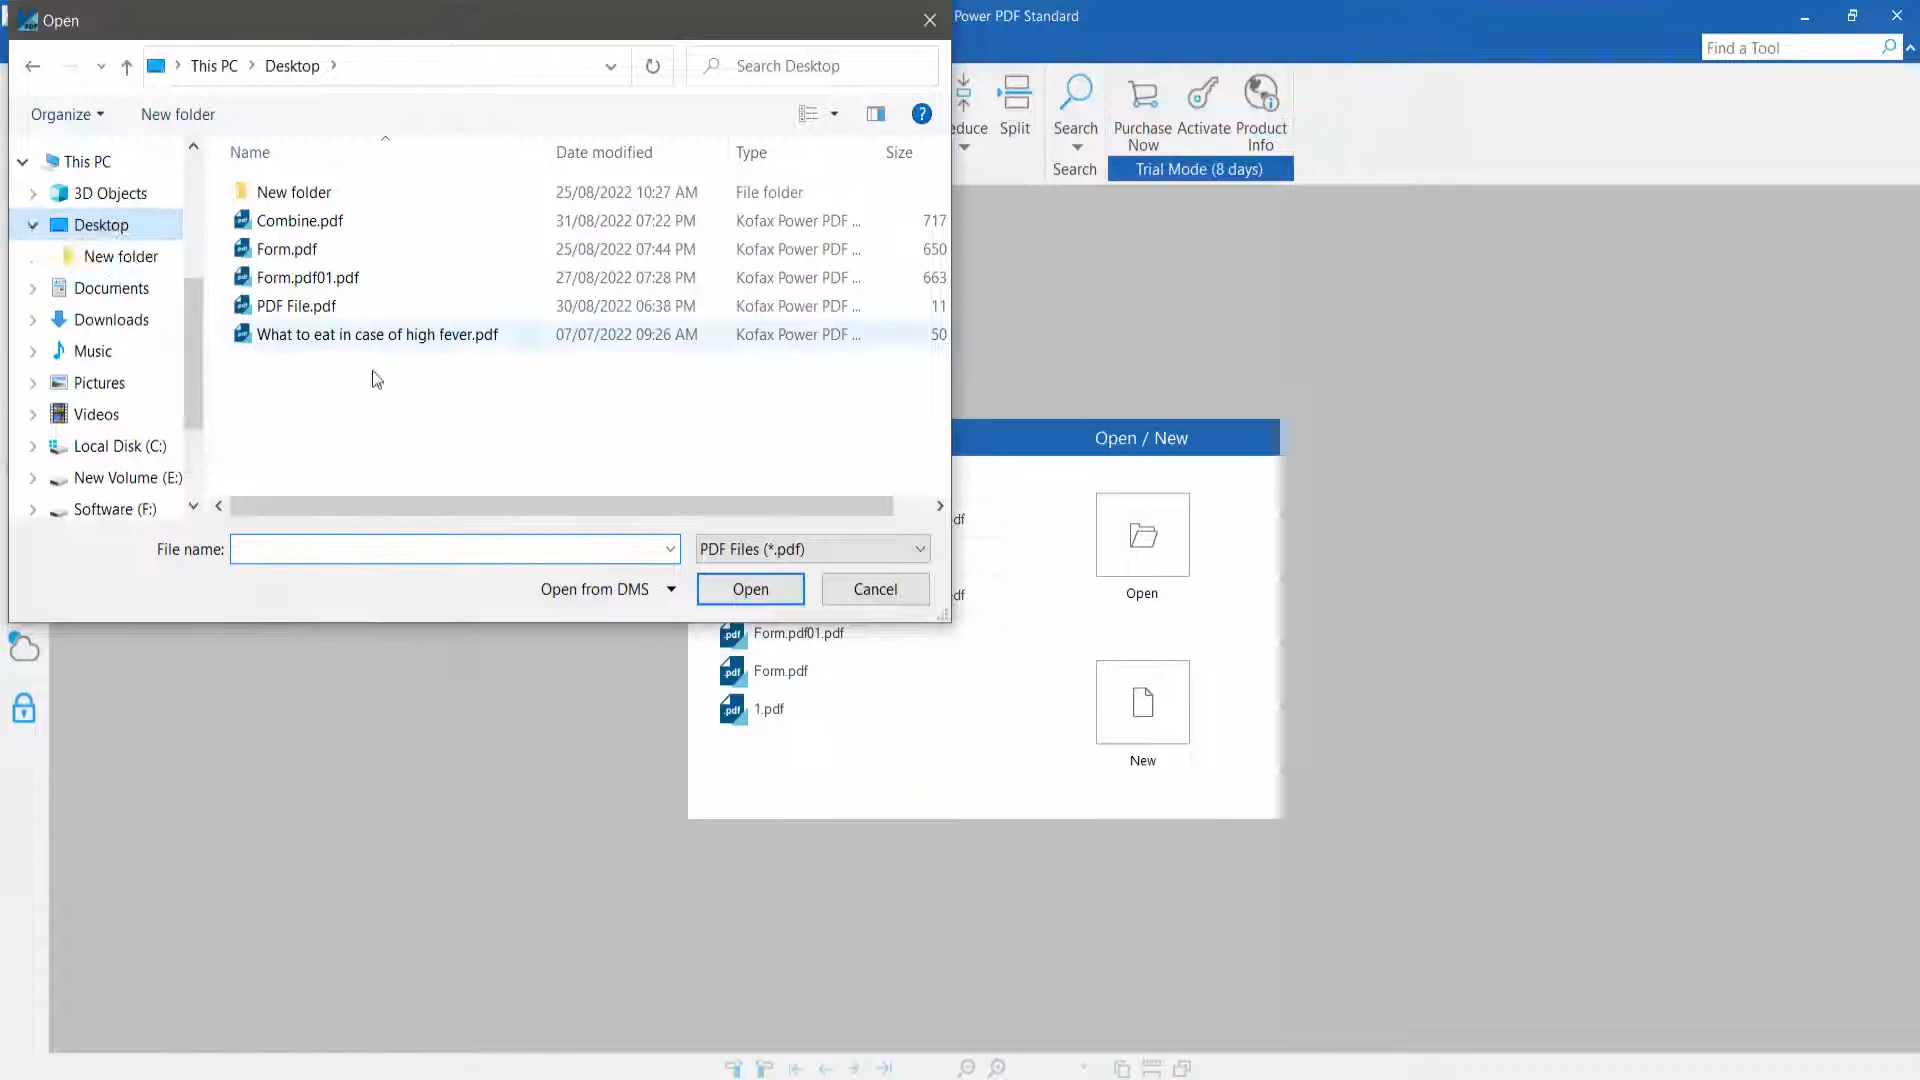 Open
Power PDF Standard
Find a Tool
This PC
Desktop
Search Desktop
Organize
New folder
Split
Search
Purchase
Now
Activate
Product
Info
Search
Trial Mode (8 days)
Name
Date modified
Type
Size
New folder
25/08/2022 10:27 AM
File folder
Combine.pdf
31/08/2022 07:22 PM
Kofax Power PDF ...
717
Form.pdf
25/08/2022 07:44 PM
Kofax Power PDF ...
650
Form.pdf01.pdf
27/08/2022 07:28 PM
Kofax Power PDF ...
663
PDF File.pdf
30/08/2022 06:38 PM
Kofax Power PDF ...
11
What to eat in case of high fever.pdf
07/07/2022 09:26 AM
Kofax Power PDF ...
50
This PC
3D Objects
Desktop
New folder
Documents
Downloads
Music
Pictures
Videos
Local Disk (C:)
New Volume (E:)
Software (F:)
File name:
PDF Files (*.pdf)
Open from DMS
Open
Cancel
Open / New
Open
New
Form.pdf01.pdf
Form.pdf
1.pdf